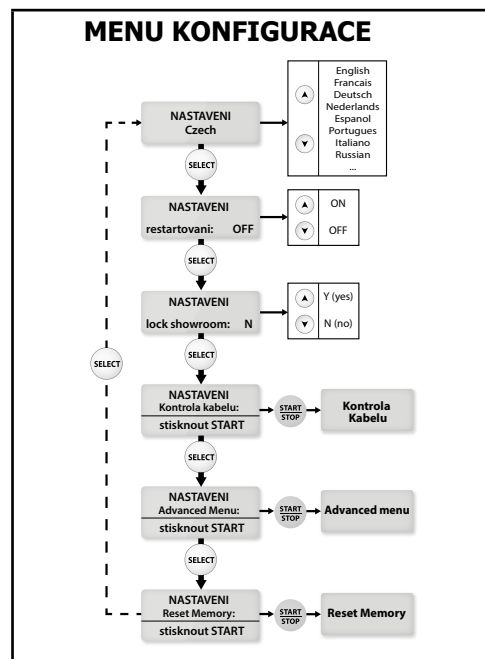 MENU KONFIGURACE
NASTAVENI
Czech
English
Francais
Deutsch
Nederlands
Espanol
Portugues
Italiano
Russian
...
SELECT
NASTAVENI
restartovani: OFF
ON
OFF
SELECT
NASTAVENI
lock showroom: N
Y (yes)
N (no)
SELECT
SELECT
NASTAVENI
Kontrola kabelu:
stisknout START
START
STOP
Kontrola
Kabelu
SELECT
NASTAVENI
Advanced Menu:
stisknout START
START
STOP
Advanced menu
SELECT
NASTAVENI
Reset Memory:
stisknout START
START
STOP
Reset Memory